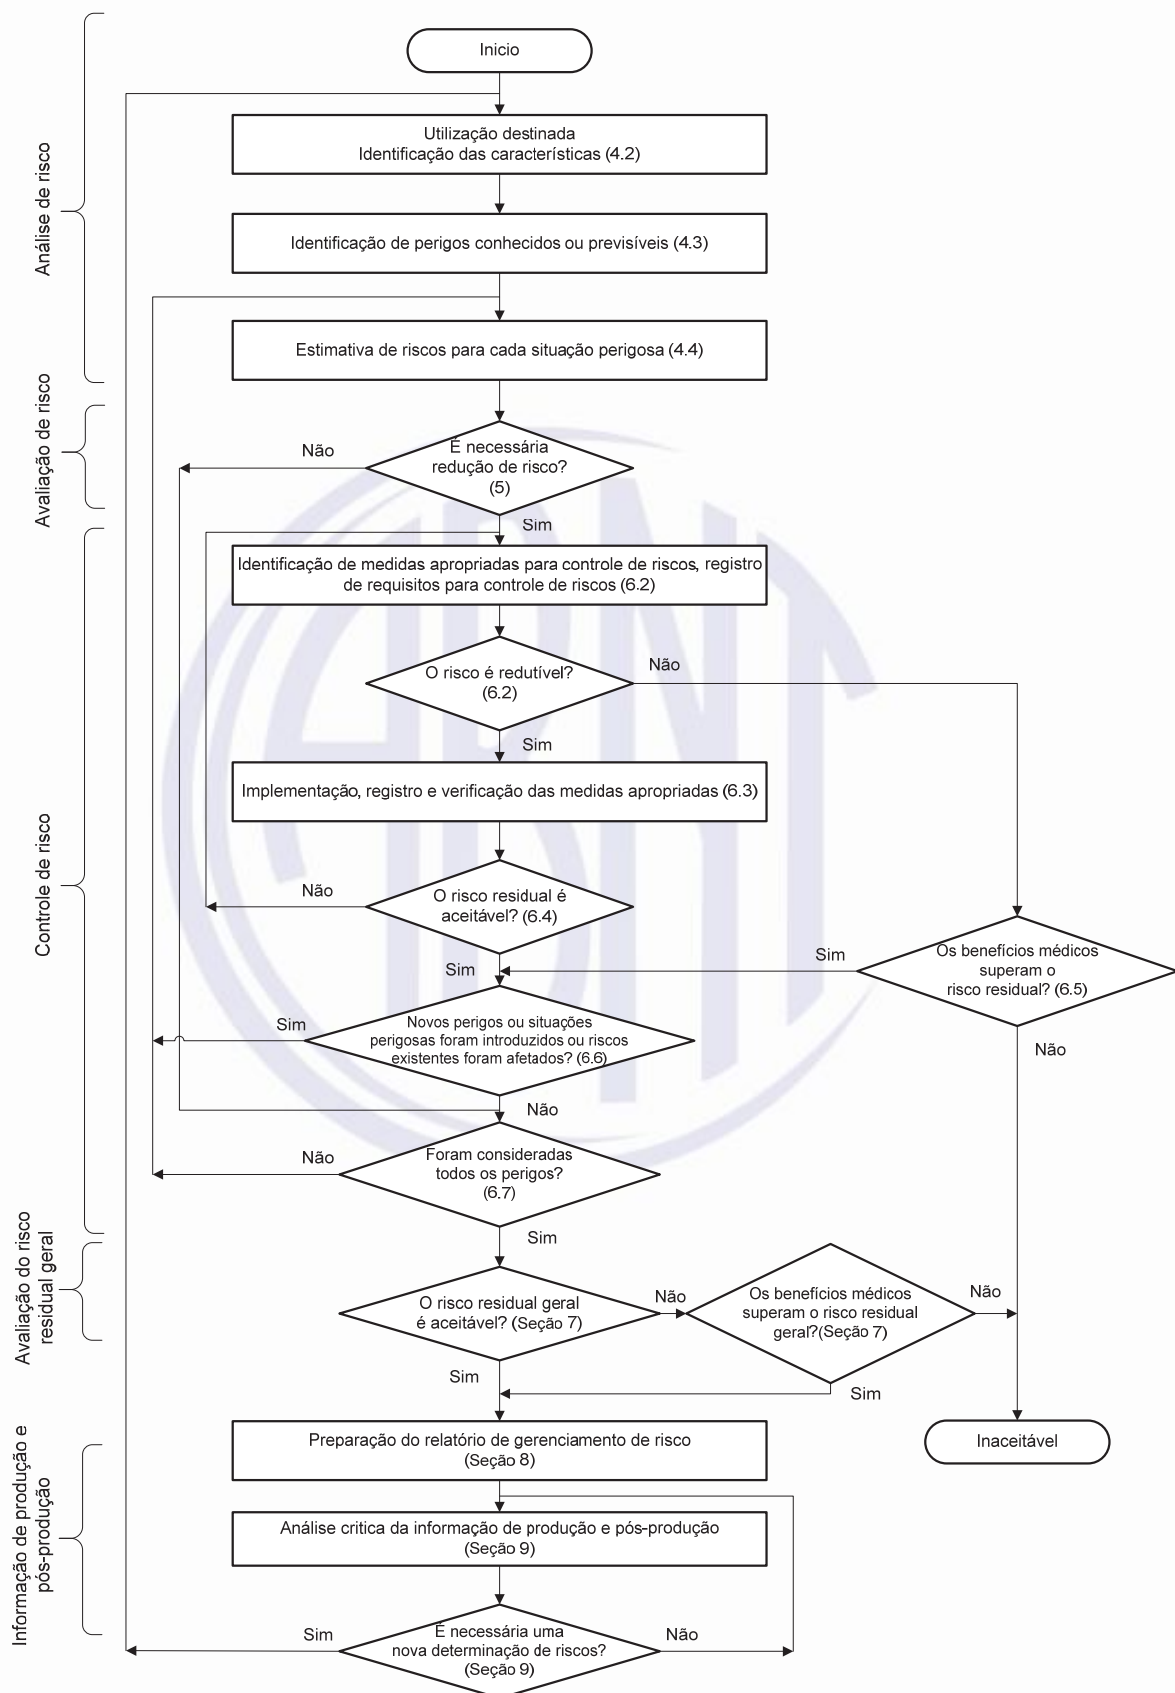 Inicio
Utilização destinada
Identificação das características (4.2)
Análise de risco
Identificação de perigos conhecidos ou previsíveis (4.3)
Estimativa de riscos para cada situação perigosa (4.4)
Avaliação de risco
É necessária
redução de risco?
(5)
Não
Sim
Identificação de medidas apropriadas para controle de riscos, registro
de requisitos para controle de riscos (6.2)
O risco é redutível?
(6.2)
Não
Sim
Implementação, registro e verificação das medidas apropriadas (6.3)
Controle de risco
O risco residual é
aceitável? (6.4)
Não
Sim
Os benefícios médicos
superam o
risco residual? (6.5)
Sim
Não
Novos perigos ou situações
perigosas foram introduzidos ou riscos
existentes foram afetados? (6.6)
Sim
Não
Foram consideradas
todos os perigos?
(6.7)
Não
Sim
Avaliação do risco
residual geral
O risco residual geral
é aceitável? (Seção 7)
Não
Sim
Os benefícios médicos
superam o risco residual
geral?(Seção 7)
Não
Sim
Inaceitável
Preparação do relatório de gerenciamento de risco
(Seção 8)
Informação de produção e
pós-produção
Análise critica da informação de produção e pós-produção
(Seção 9)
É necessária uma
nova determinação de riscos?
(Seção 9)
Sim
Não
ABNT